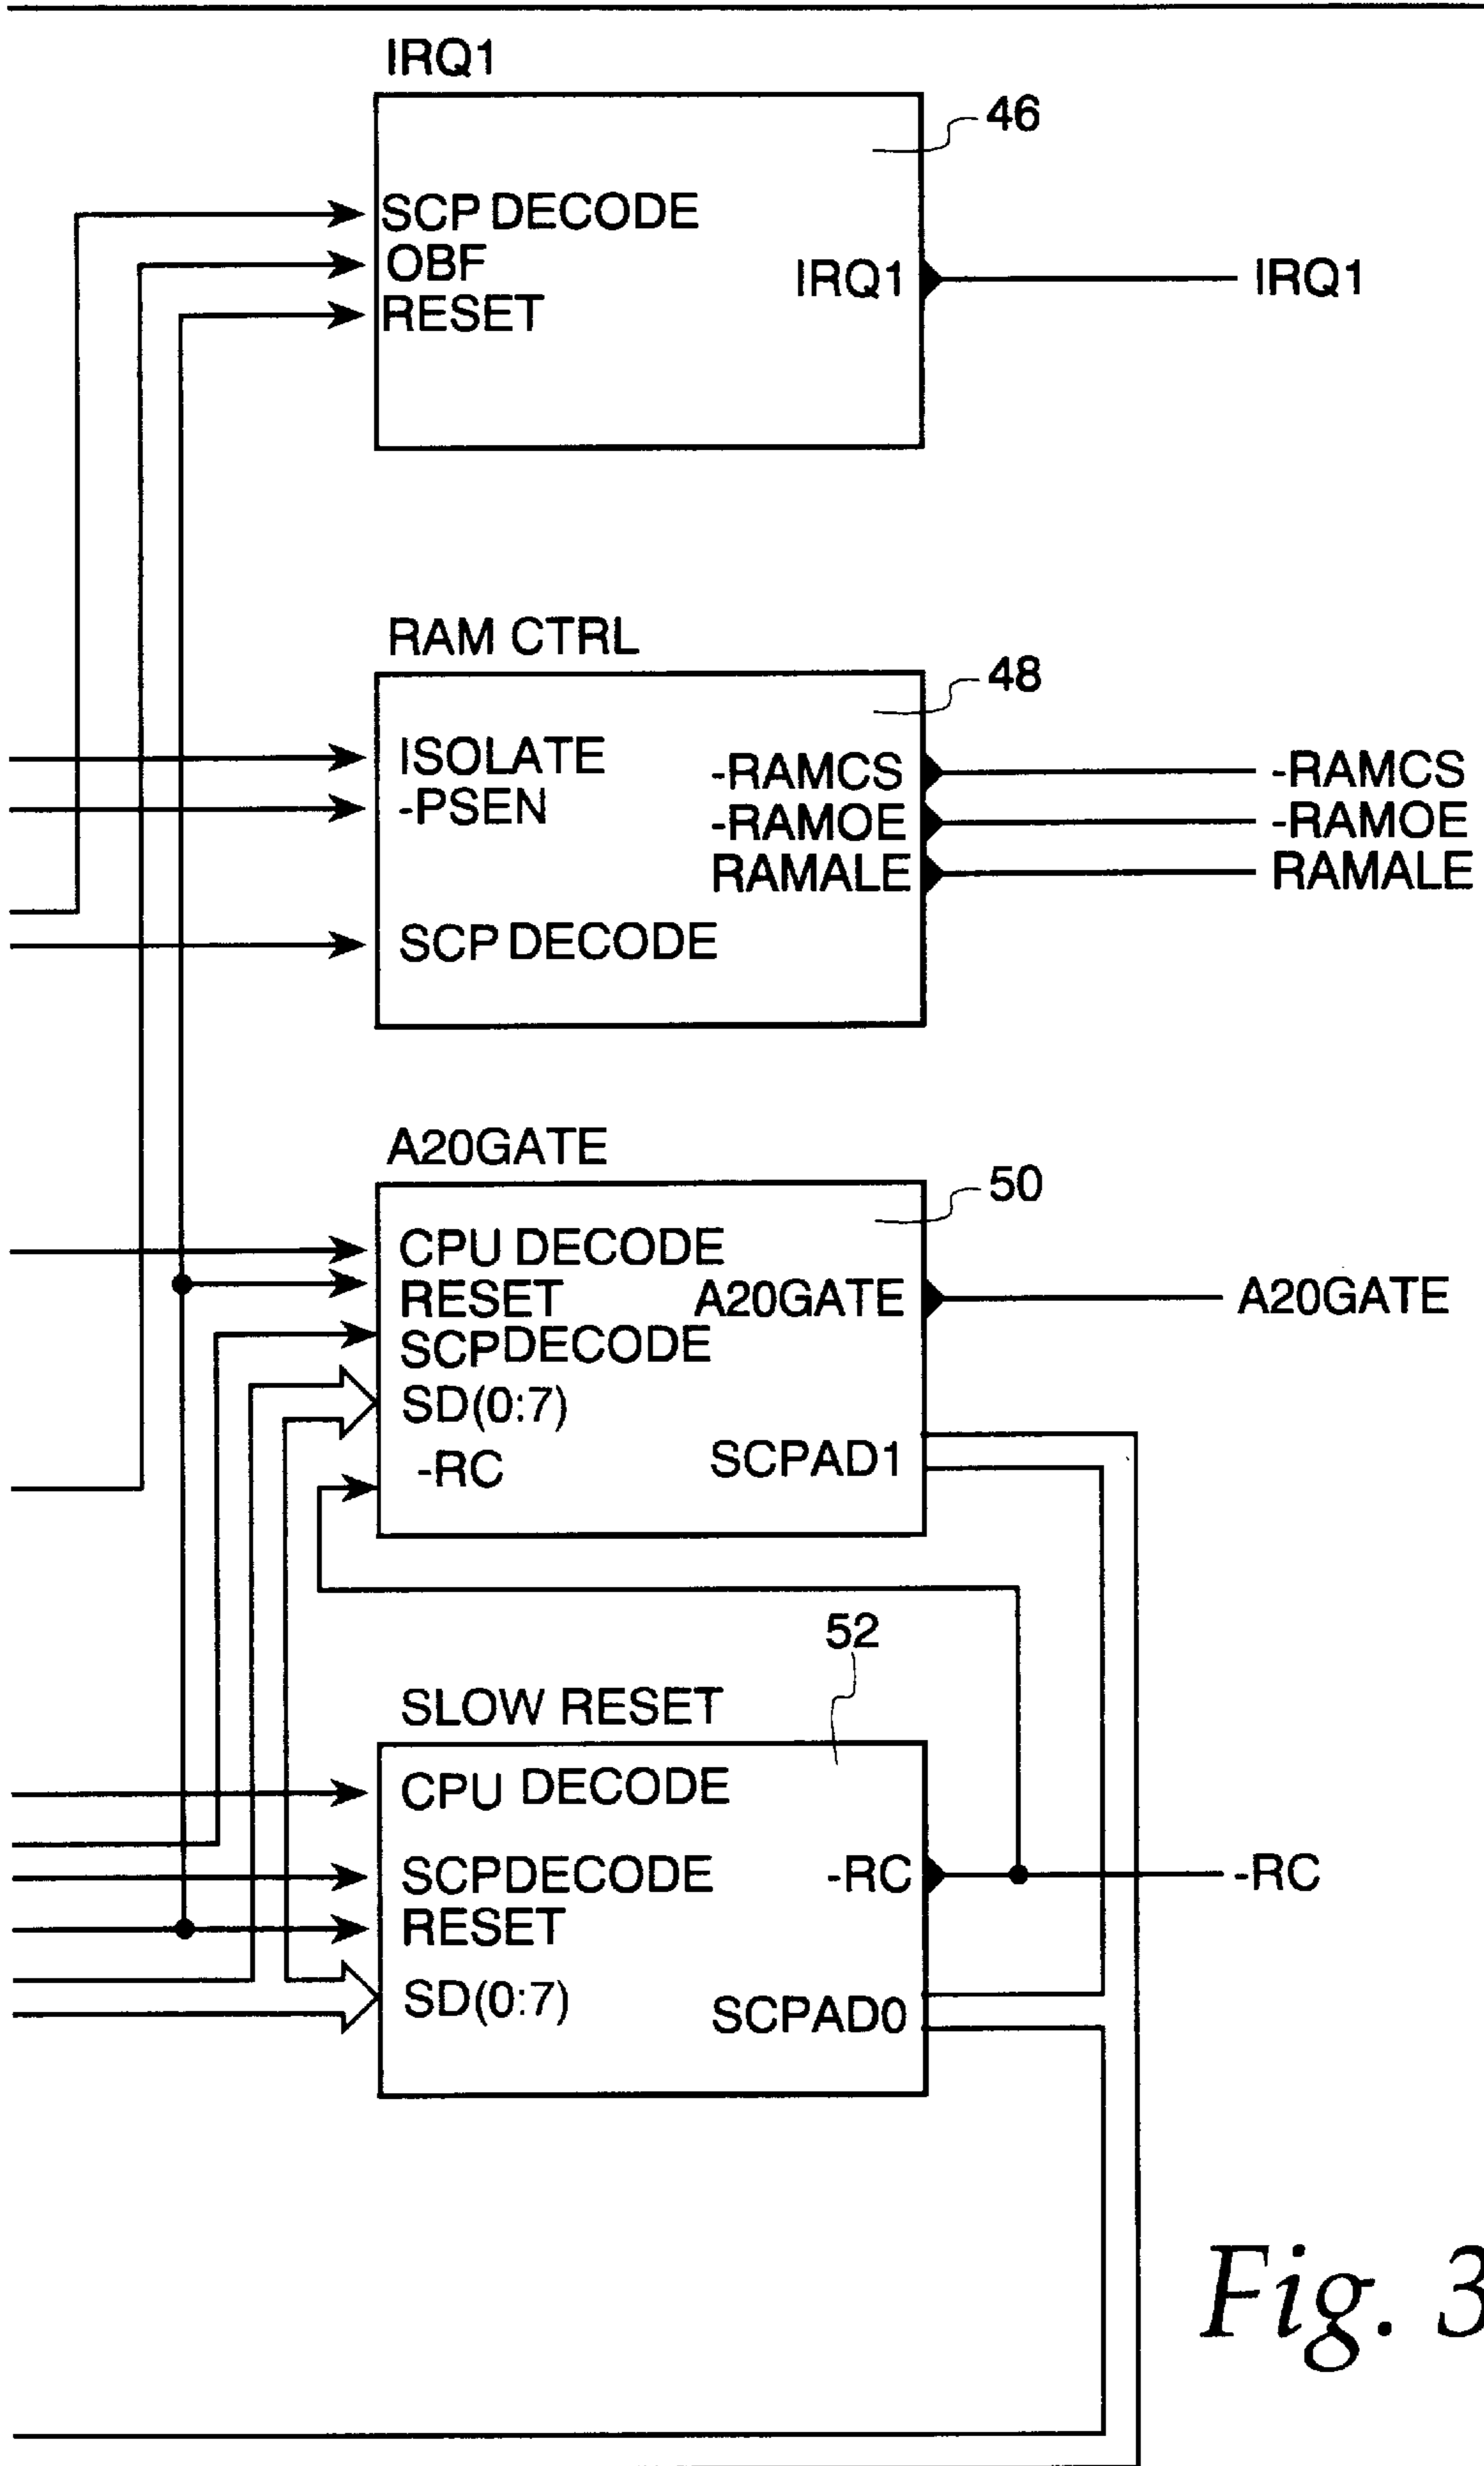 IRQ1
46
SCP DECODE
OBF
RESET
IRQ1
IRQ1
RAM CTRL
48
ISOLATE
-PSEN
SCP DECODE
-RAMCS
-RAMOE
RAMALE
-RAMCS
-RAMOE
RAMALE
A20GATE
50
CPU DECODE
RESET
SCPDECODE
SD(0:7)
-RC
A20GATE
SCPAD1
A20GATE
52
SLOW RESET
CPU DECODE
SCPDECODE
RESET
SD(0:7)
-RC
SCPAD0
-RC
Fig. 3